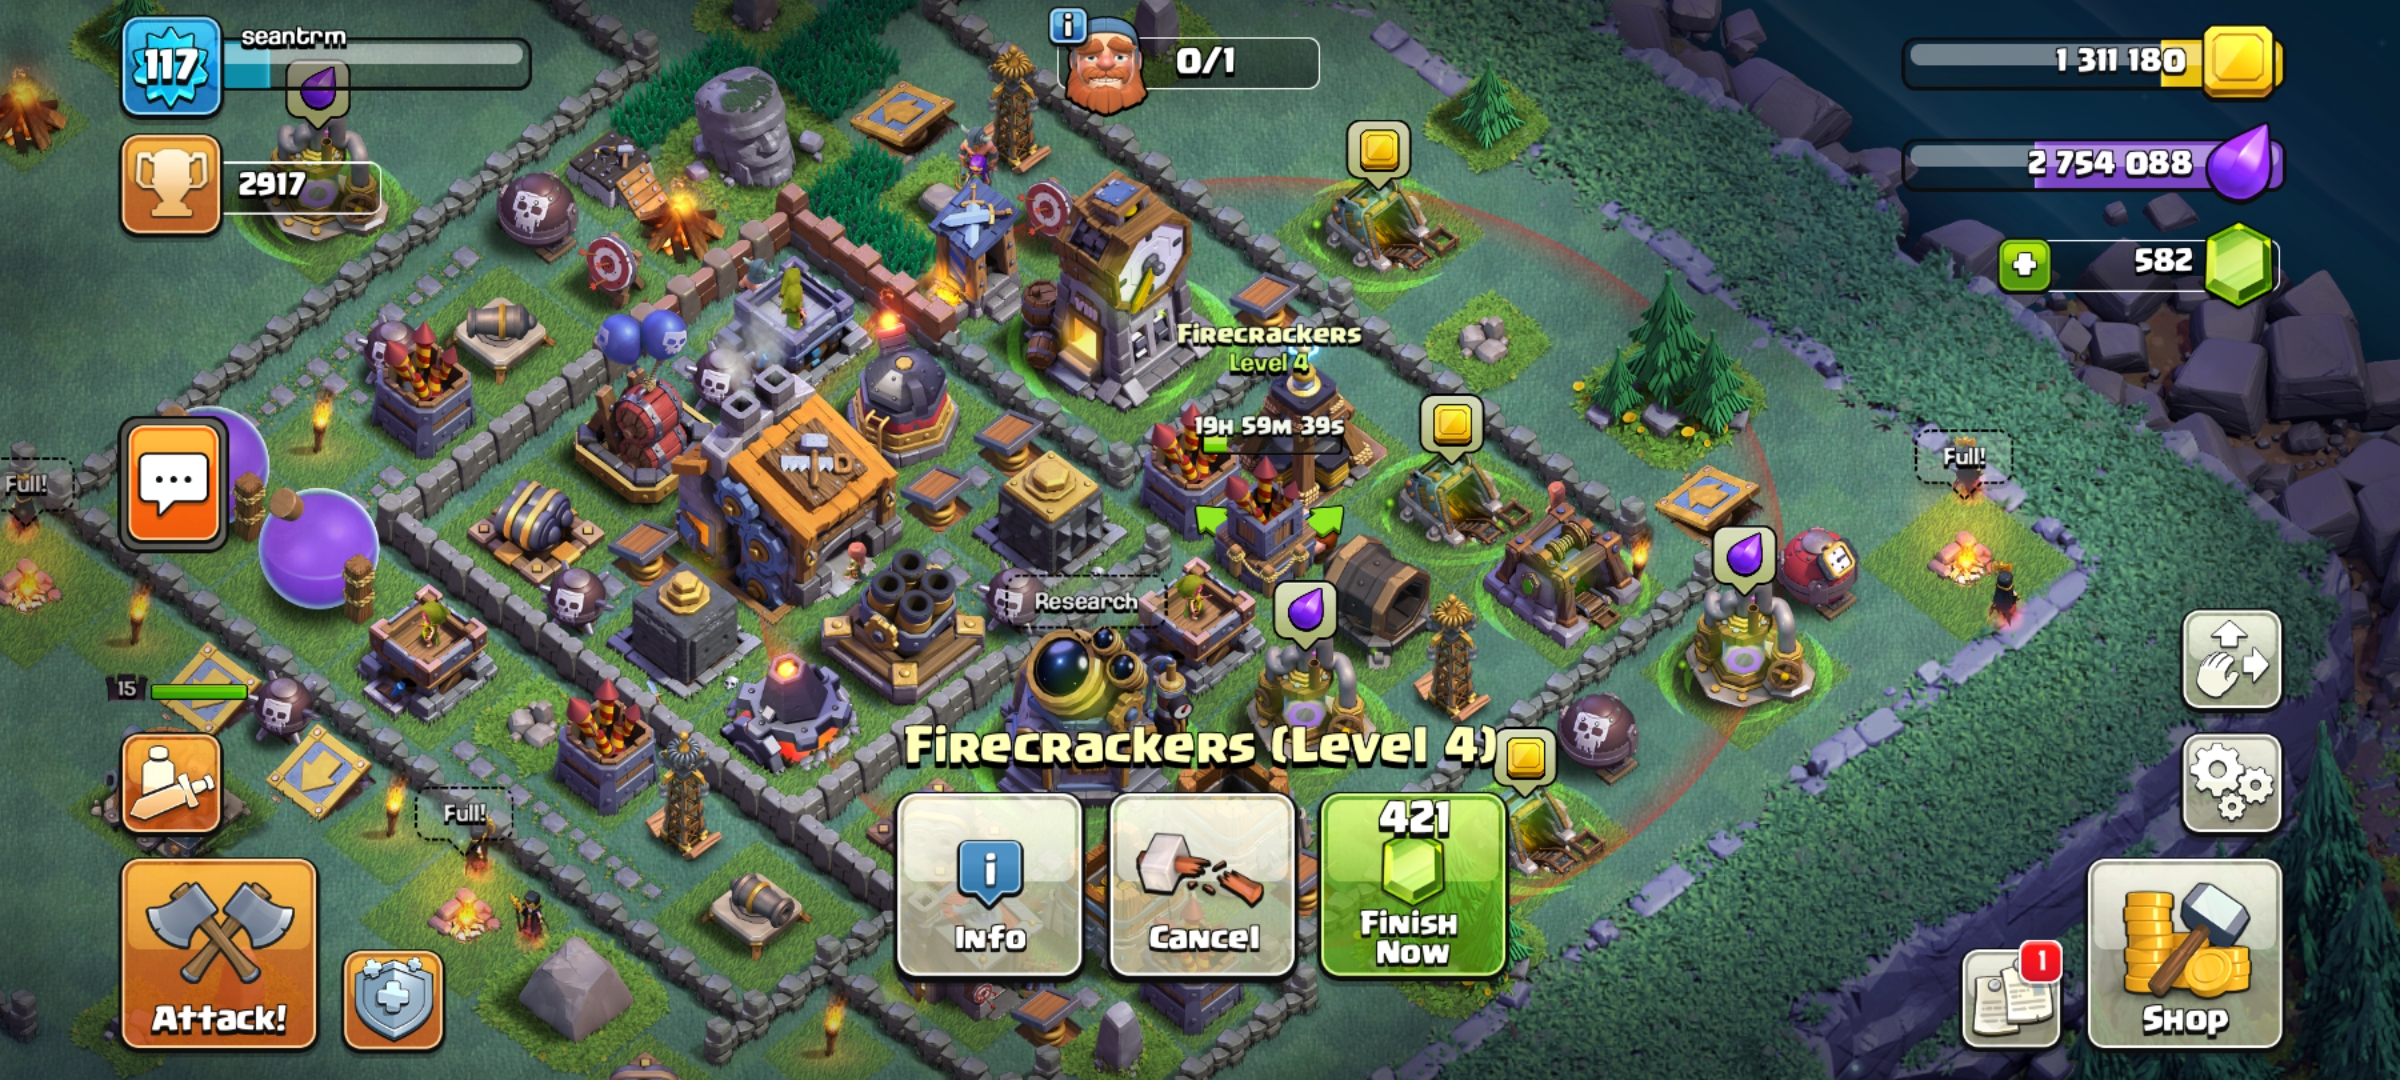 117
seantrm
0/1
1 311 180
2917
2 754 088
582
Firecrackers
Level 4
19H 59M 39s
Full!
Full!
Research
15
Firecrackers (Level 4)
Full!
421
Info
Cancel
Finish
Now
Attack!
1
Shop